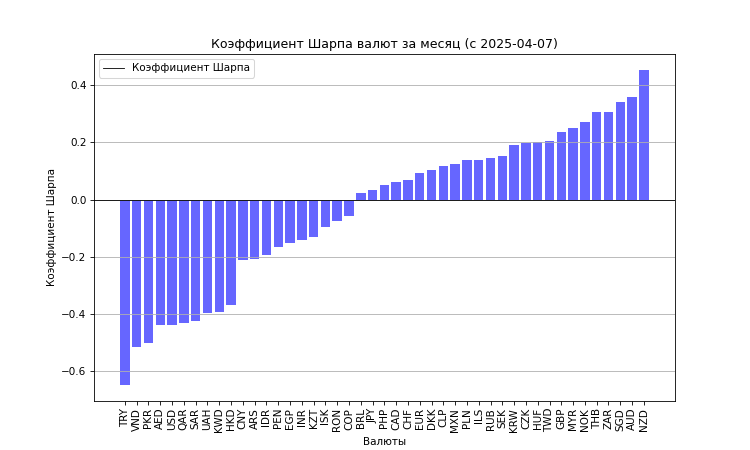 Коэффициент Шарпа валют за месяц (с 2025-04-07)
Коэффициент Шарпа
0.4
0.2
0.0
−0.2
−0.4
−0.6
Коэффициент Шарпа
TRY VND PKR AED USD QAR SAR UAH KWD HKD CNY ARS IDR PEN EGP INR KZT ISK RON COP BRL JPY PHP CAD CHF EUR DKK CLP MXN PLN ILS RUB SEK KRW CZK HUF TWD GBP MYR NOK THB ZAR SGD AUD NZD
Валюты